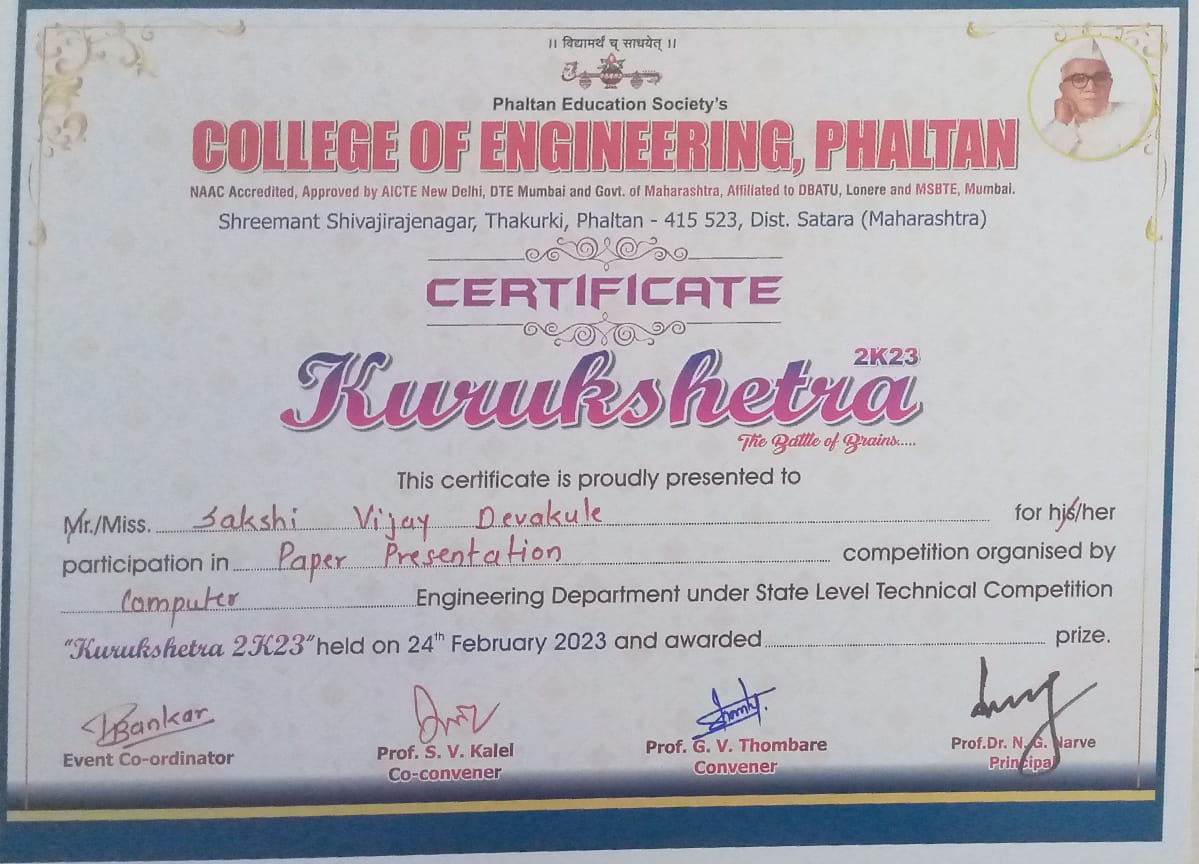 ।। विद्यामर्थं च् साधयेत् ।।
Phaltan Education Society's
COLLEGE OF ENGINEERING, PHALTAN
NAAC Accredited, Approved by AICTE New Delhi, DTE Mumbai and Govt. of Maharashtra, Affiliated to DBATU, Lonere and MSBTE, Mumbai.
Shreemant Shivajirajenagar, Thakurki, Phaltan - 415 523, Dist. Satara (Maharashtra)
CERTIFICATE
2K23
Kurukshetra
The Battle of Brains.....
This certificate is proudly presented to
Mr./Miss. Sakshi Vijay Devakule for his/her
participation in Paper Presentation competition organised by
Computer Engineering Department under State Level Technical Competition
"Kurukshetra 2K23" held on 24th February 2023 and awarded prize.
Bankar
Event Co-ordinator
Prof. S. V. Kalel
Co-convener
Prof. G. V. Thombare
Convener
Prof.Dr. N. G. Narve
Principal